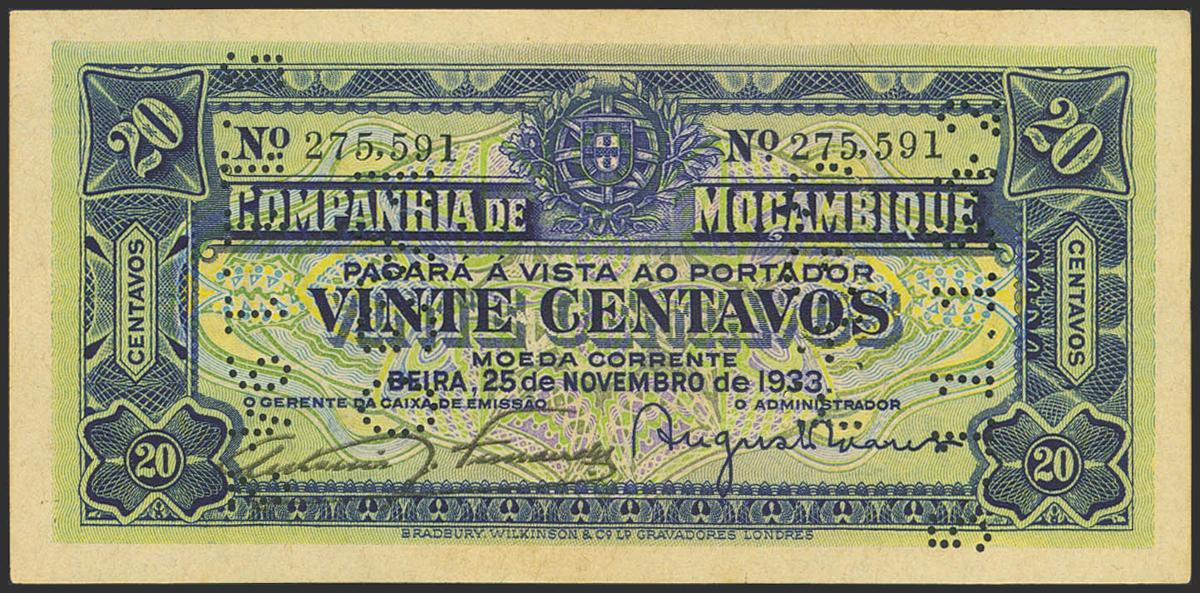 20 20
Nº 275,591 Nº 275,591
COMPANHIA DE MOÇAMBIQUE
PAGARÁ Á VISTA AO PORTADOR
CENTAVOS VINTE CENTAVOS CENTAVOS
MOEDA CORRENTE
BEIRA, 25 de NOVEMBRO de 1933
O GERENTE DA CAIXA DE EMISSÃO O ADMINISTRADOR
20 20
BRADBURY, WILKINSON & Cº Lᴰ GRAVADORES LONDRES